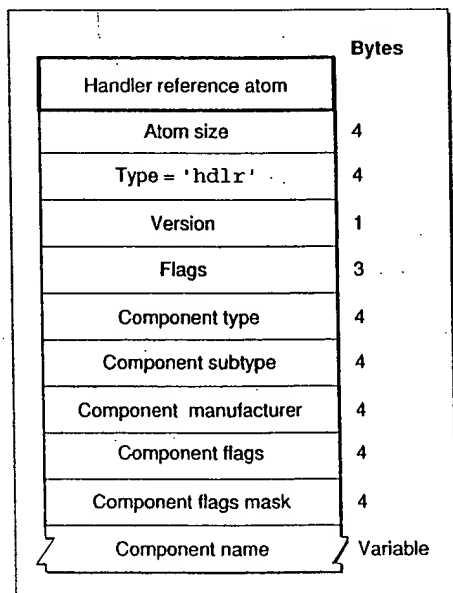 Bytes
Handler reference atom
Atom size 4
Type = 'hdlr' 4
Version 1
Flags 3
Component type 4
Component subtype 4
Component manufacturer 4
Component flags 4
Component flags mask 4
Component name Variable